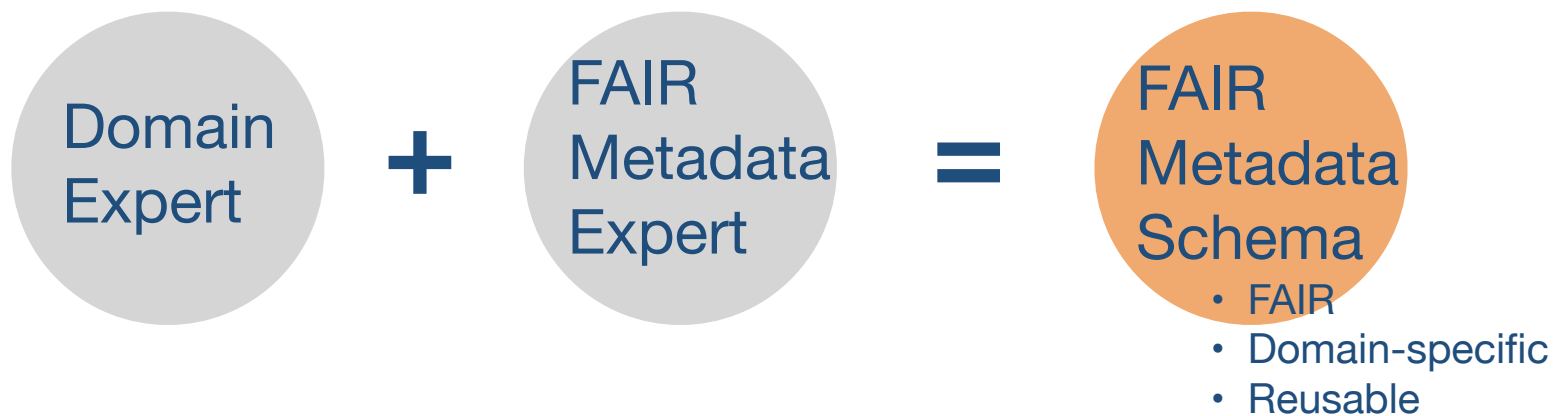 Domain
Expert
+
FAIR
Metadata
Expert
=
FAIR
Metadata
Schema
• FAIR
• Domain-specific
• Reusable